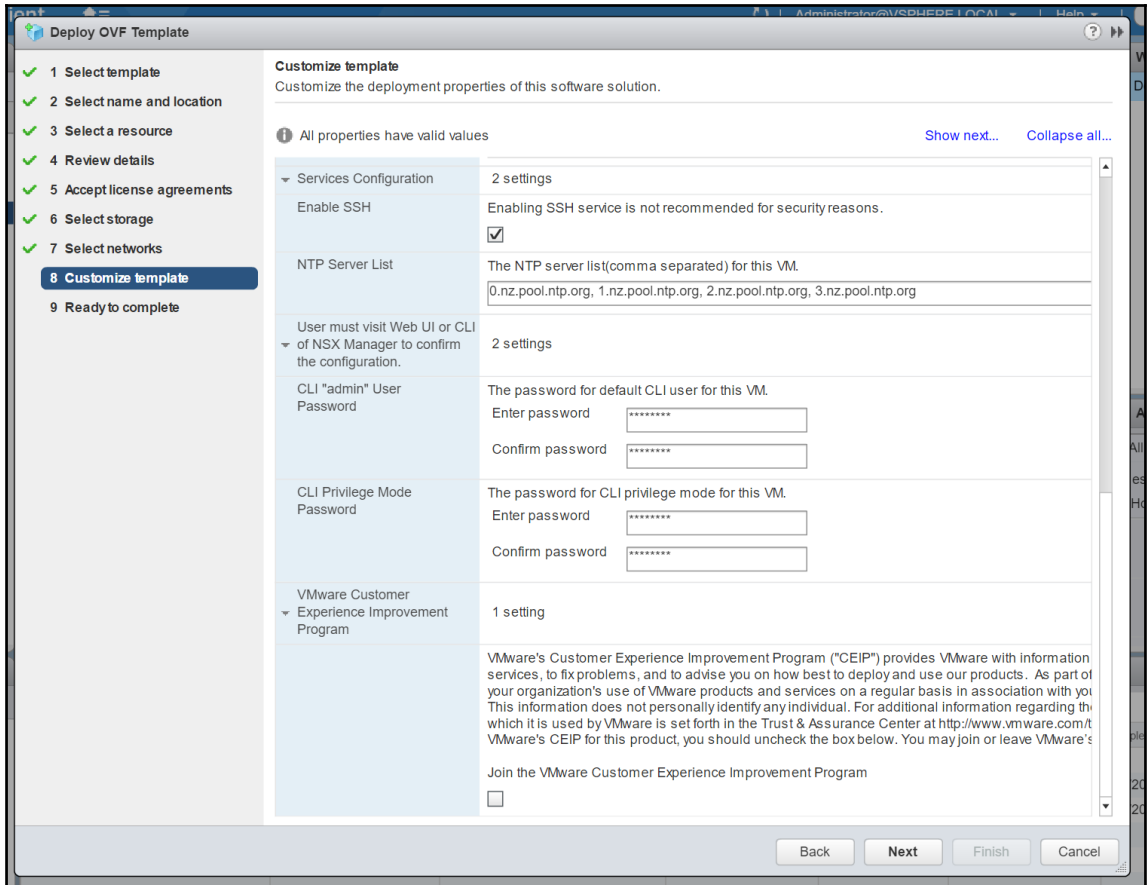 Administrator@VSPHERE.LOCAL
Help
Deploy OVF Template
1 Select template
2 Select name and location
3 Select a resource
4 Review details
5 Accept license agreements
6 Select storage
7 Select networks
8 Customize template
9 Ready to complete
Customize template
Customize the deployment properties of this software solution.
All properties have valid values
Show next...
Collapse all...
Services Configuration
2 settings
Enable SSH
Enabling SSH service is not recommended for security reasons.
NTP Server List
The NTP server list(comma separated) for this VM.
0.nz.pool.ntp.org, 1.nz.pool.ntp.org, 2.nz.pool.ntp.org, 3.nz.pool.ntp.org
User must visit Web UI or CLI
of NSX Manager to confirm
the configuration.
2 settings
CLI "admin" User
Password
The password for default CLI user for this VM.
Enter password
********
Confirm password
********
CLI Privilege Mode
Password
The password for CLI privilege mode for this VM.
Enter password
********
Confirm password
********
VMware Customer
Experience Improvement
Program
1 setting
VMware's Customer Experience Improvement Program ("CEIP") provides VMware with information
services, to fix problems, and to advise you on how best to deploy and use our products. As part of
your organization's use of VMware products and services on a regular basis in association with you
This information does not personally identify any individual. For additional information regarding the
which it is used by VMware is set forth in the Trust & Assurance Center at http://www.vmware.com/t
VMware's CEIP for this product, you should uncheck the box below. You may join or leave VMware's
Join the VMware Customer Experience Improvement Program
Back
Next
Finish
Cancel